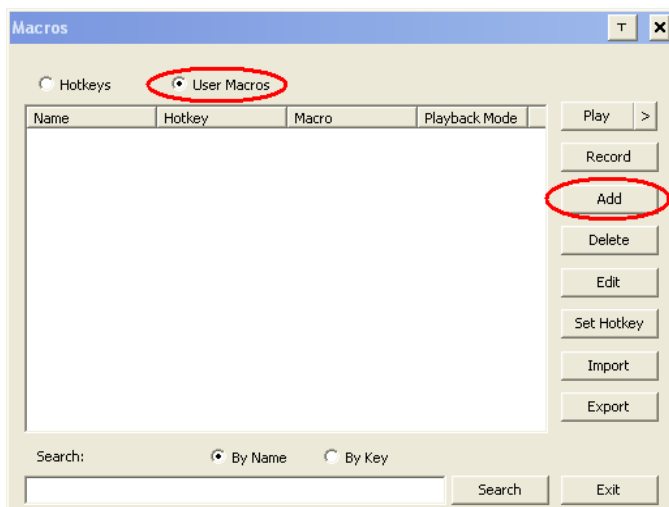 Macros
Hotkeys User Macros
Name Hotkey Macro Playback Mode
Play >
Record
Add
Delete
Edit
Set Hotkey
Import
Export
Search: By Name By Key
Search Exit